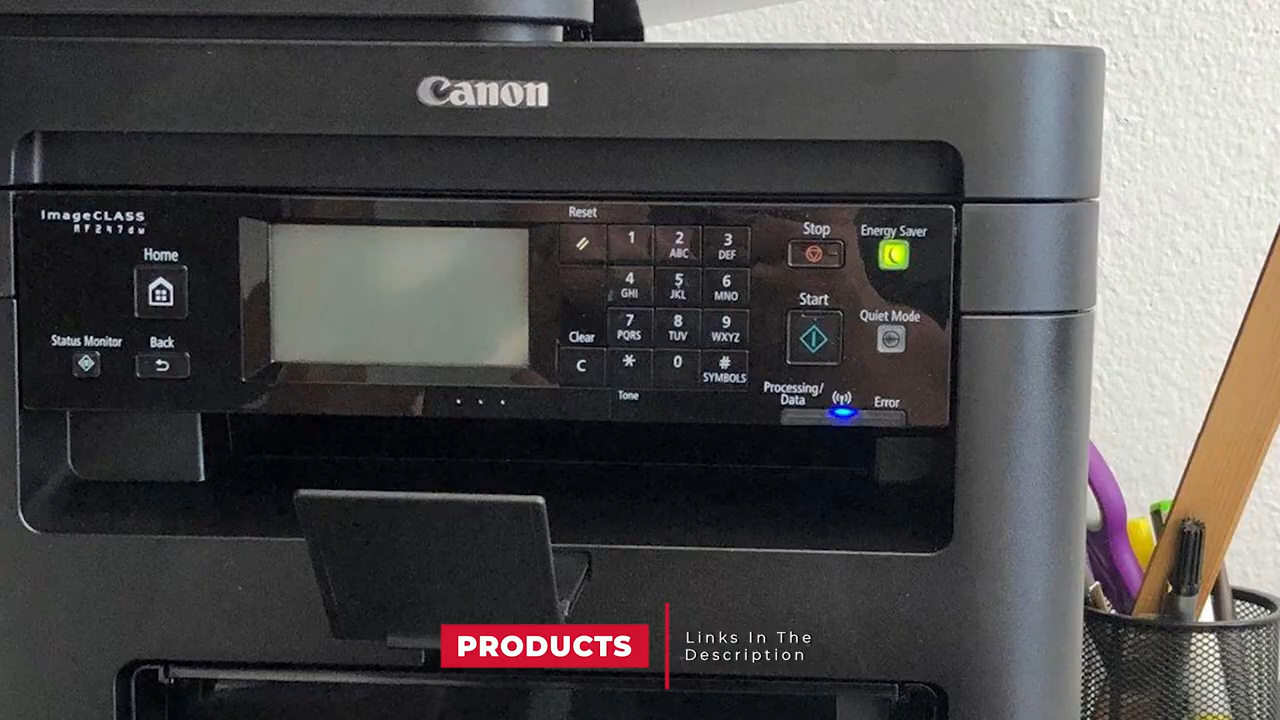 Canon
imageCLASS
MF247dw
Home
Status Monitor
Back
Reset
1
2
ABC
3
DEF
4
GHI
5
JKL
6
MNO
Clear
7
PQRS
8
TUV
9
WXYZ
C
*
0
#
SYMBOLS
Tone
Stop
Energy Saver
Start
Quiet Mode
Processing/
Data
Error
PRODUCTS
Links In The
Description